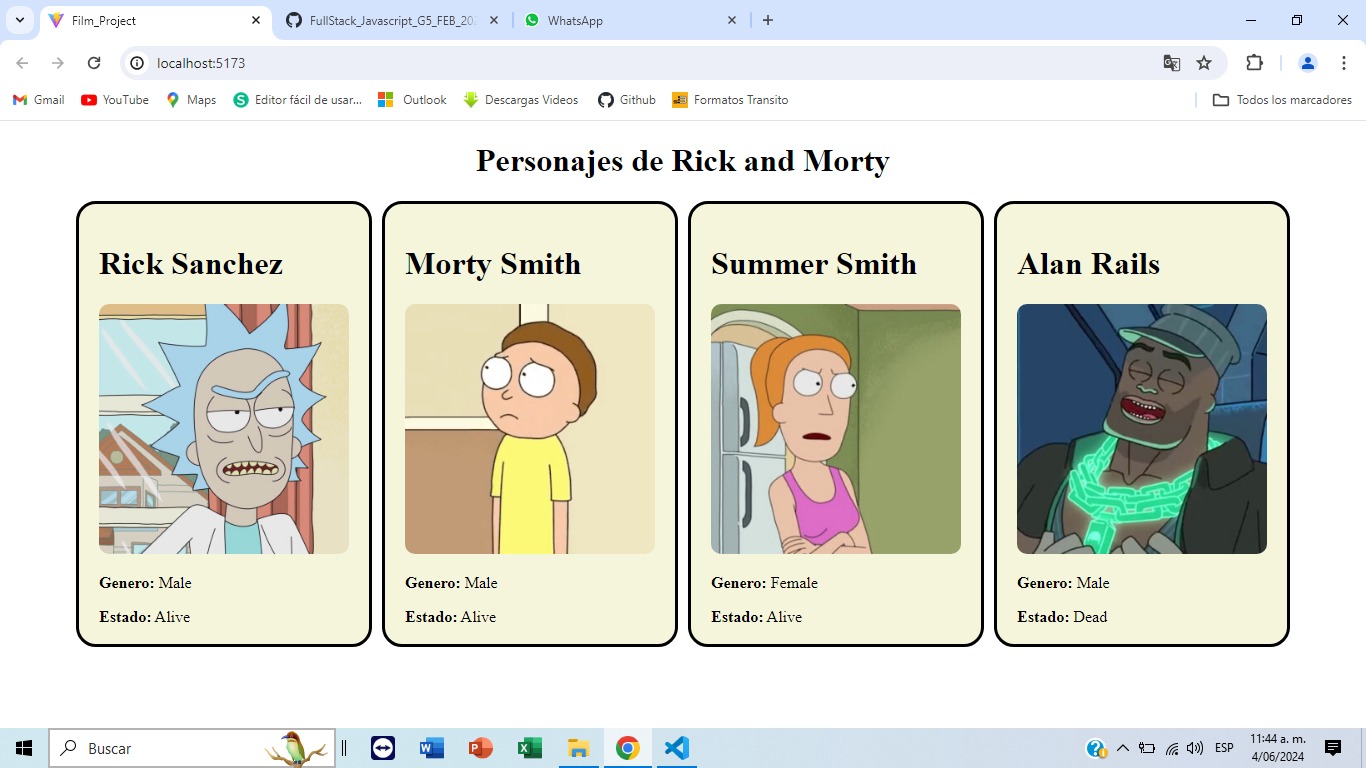 Film_Project
FullStack_Javascript_G5_FEB_202
WhatsApp
localhost:5173
Gmail
YouTube
Maps
Editor fácil de usar...
Outlook
Descargas Videos
Github
Formatos Transito
Todos los marcadores
Personajes de Rick and Morty
Rick Sanchez
Genero: Male
Estado: Alive
Morty Smith
Genero: Male
Estado: Alive
Summer Smith
Genero: Female
Estado: Alive
Alan Rails
Genero: Male
Estado: Dead
Buscar
ESP
11:44 a. m.
4/06/2024